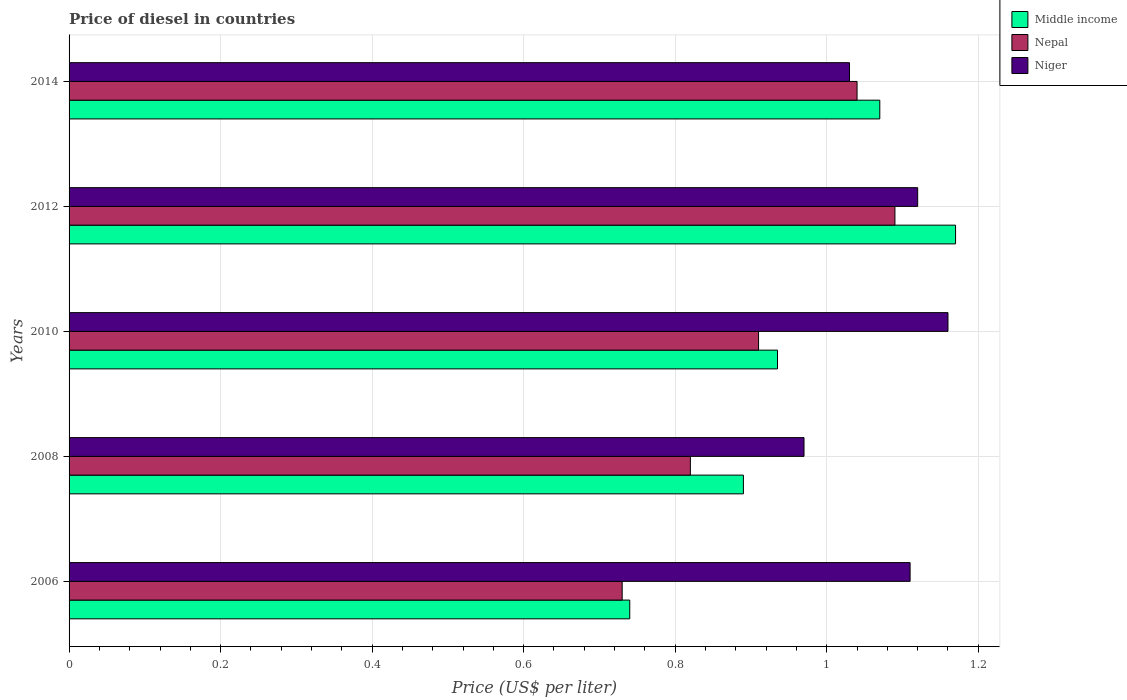 Price of diesel in countries
Middle income
Nepal
Niger
Years
2014
2012
2010
2008
2006
0
0.2
0.4
0.6
0.8
1
1.2
Price (US$ per liter)